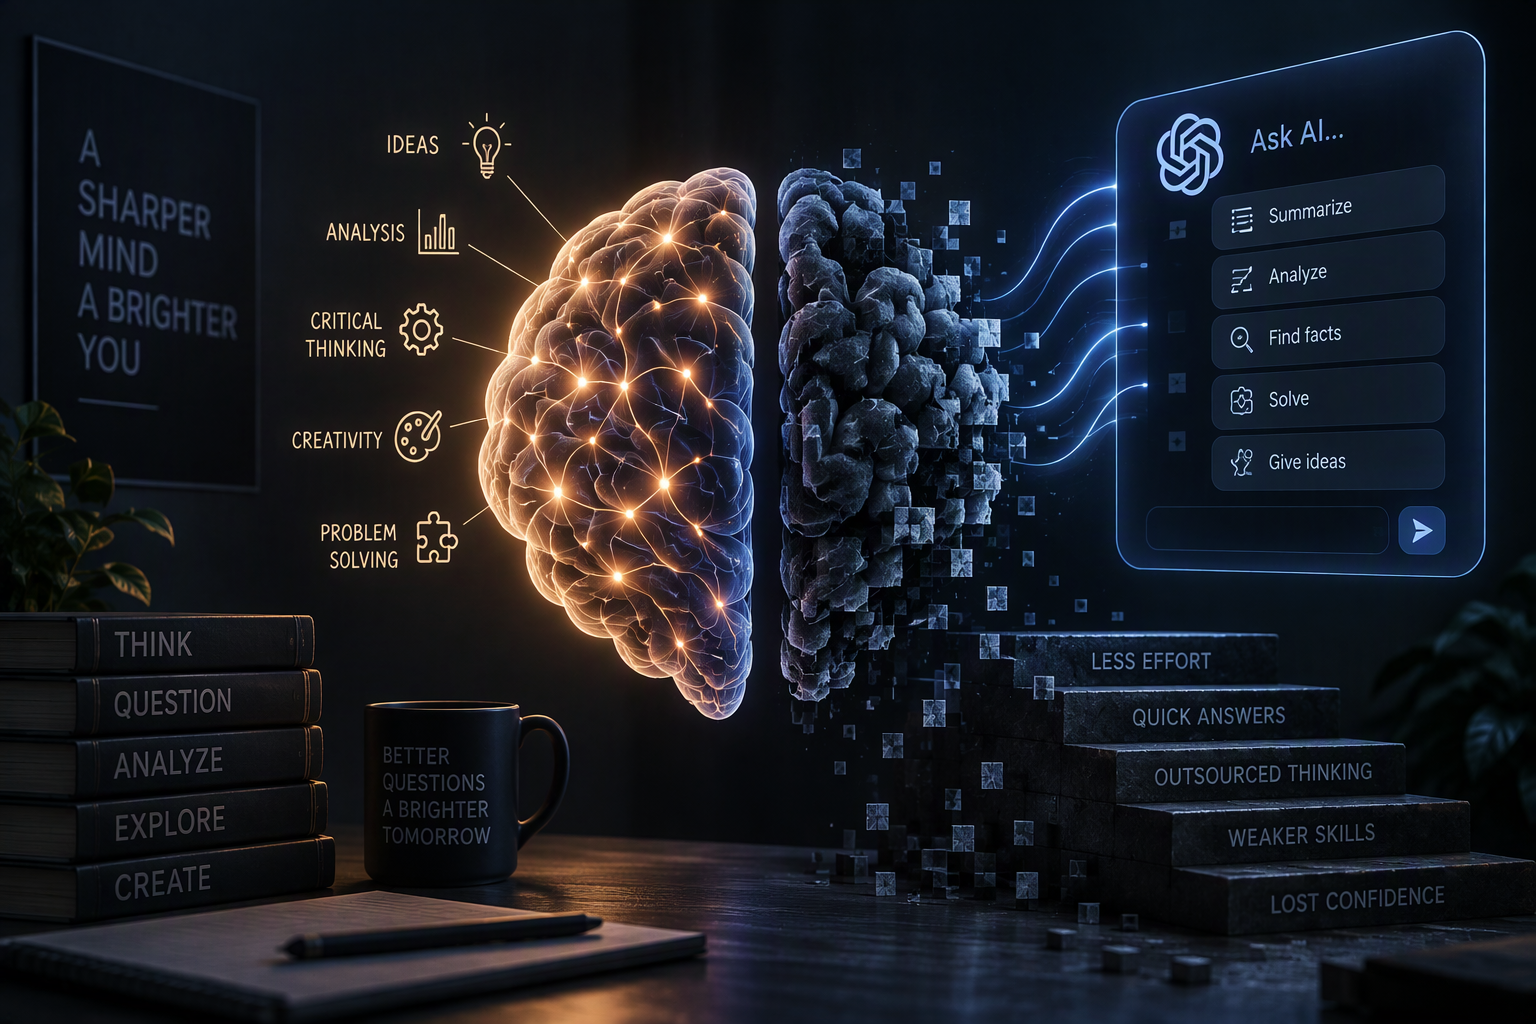 A
SHARPER
MIND
A BRIGHTER
YOU
IDEAS
ANALYSIS
CRITICAL
THINKING
CREATIVITY
PROBLEM
SOLVING
THINK
QUESTION
ANALYZE
EXPLORE
CREATE
BETTER
QUESTIONS
A BRIGHTER
TOMORROW
Ask AI...
Summarize
Analyze
Find facts
Solve
Give ideas
LESS EFFORT
QUICK ANSWERS
OUTSOURCED THINKING
WEAKER SKILLS
LOST CONFIDENCE